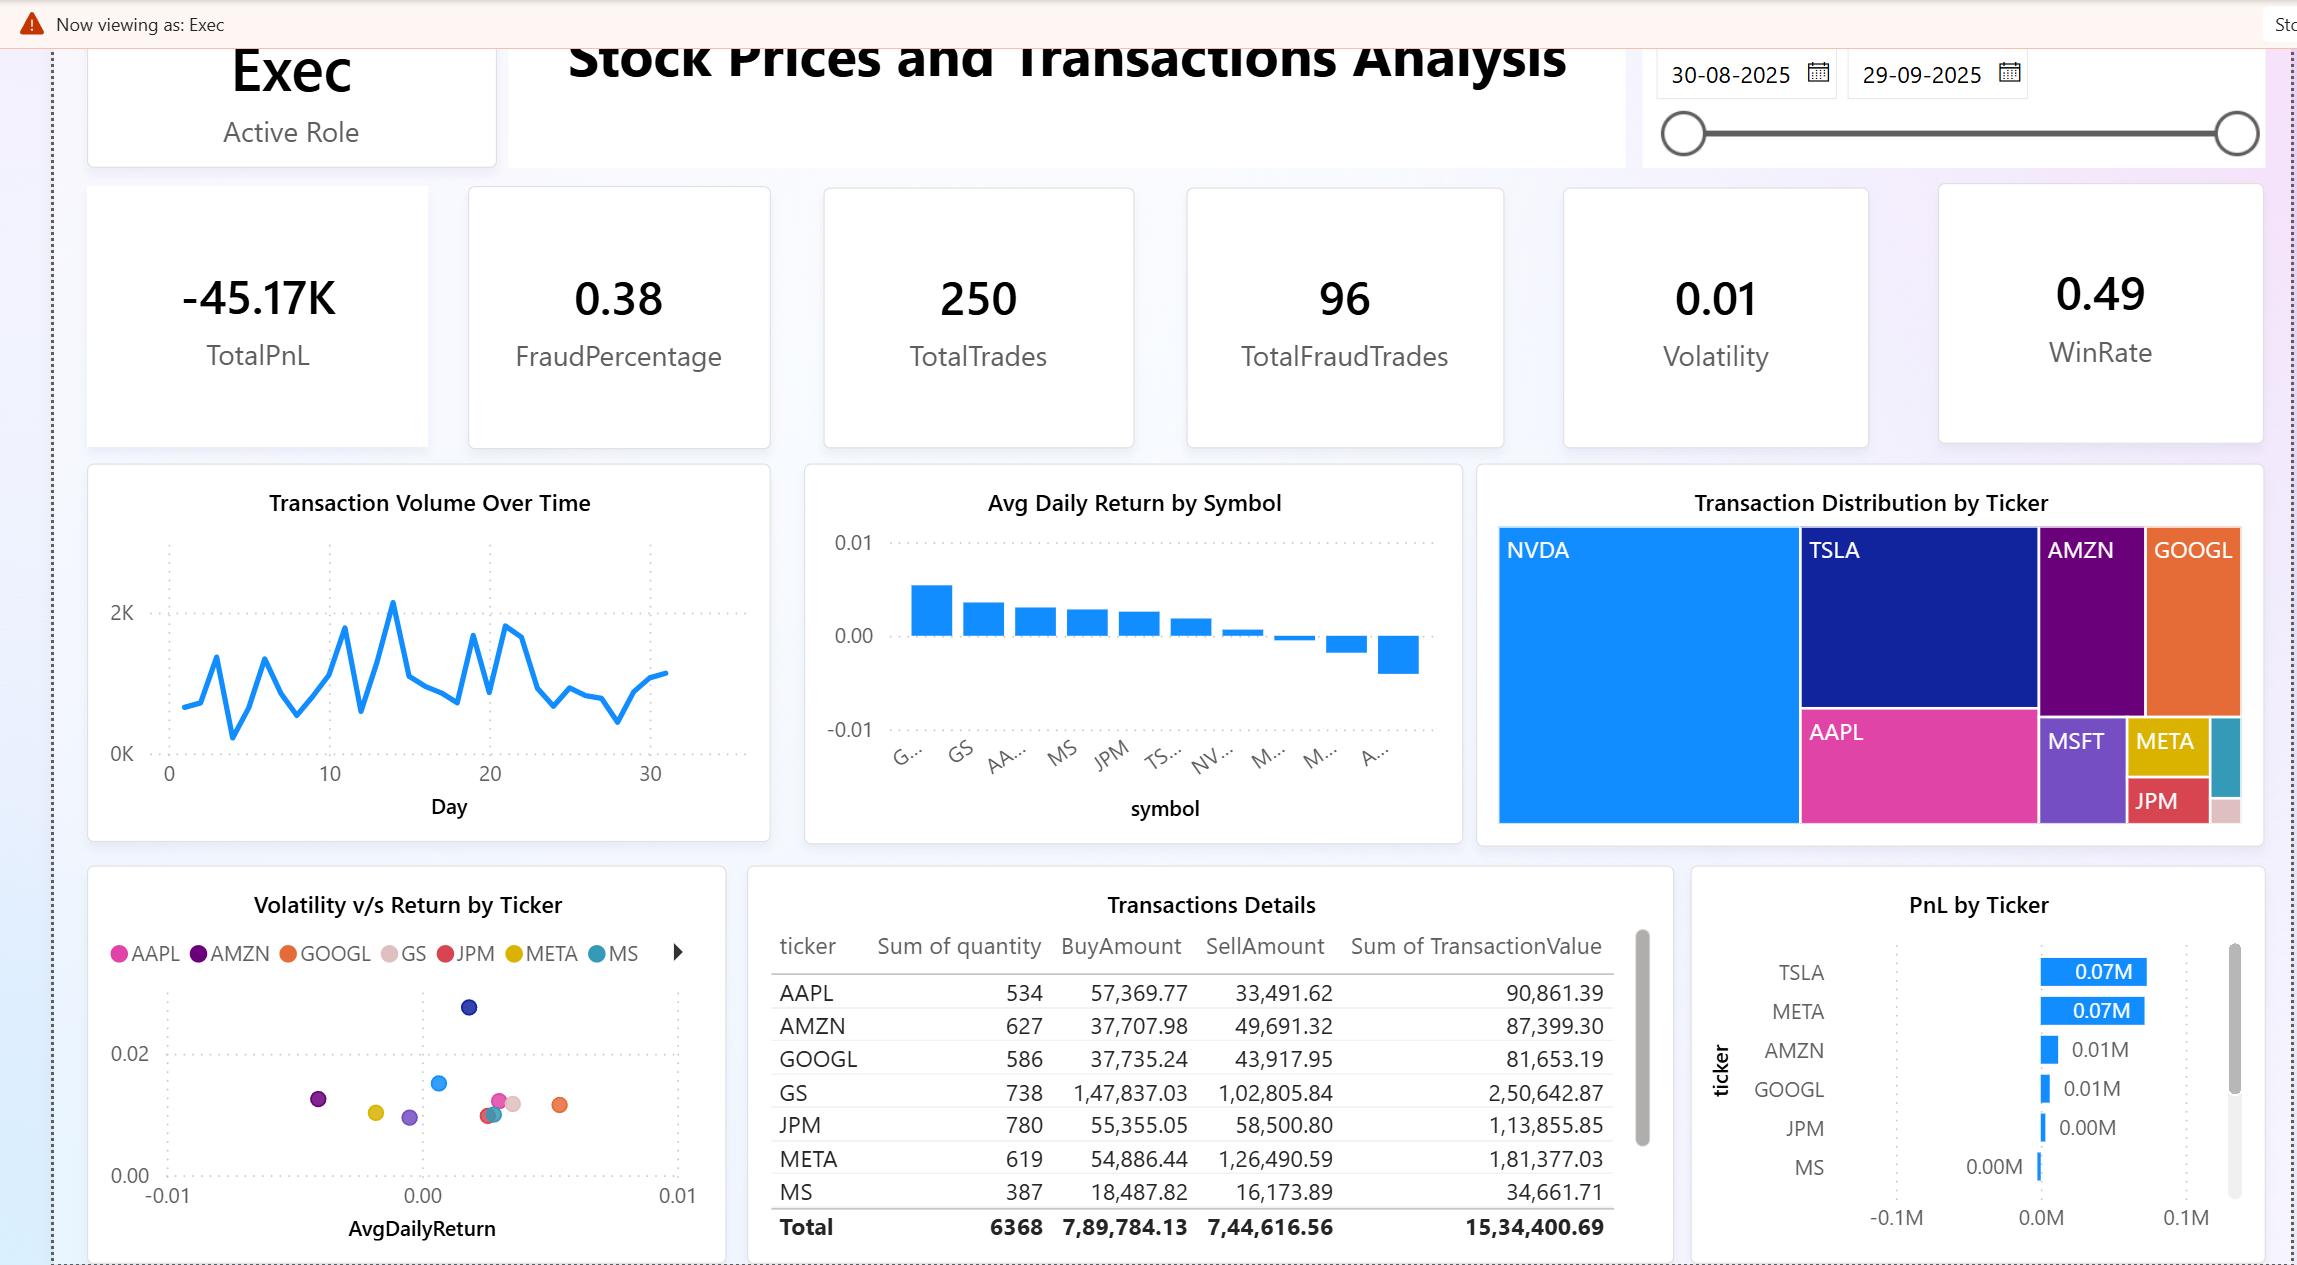 Now viewing as: Exec
Sto
Exec
Active Role
Stock Prices and Transactions Analysis
30-08-2025 29-09-2025
-45.17K
TotalPnL
0.38
FraudPercentage
250
TotalTrades
96
TotalFraudTrades
0.01
Volatility
0.49
WinRate
Transaction Volume Over Time
2K
0K
0 10 20 30
Day
Avg Daily Return by Symbol
0.01
0.00
-0.01
G... GS AA... MS JPM TS... NV... M... M... A...
symbol
Transaction Distribution by Ticker
NVDA
TSLA
AMZN
GOOGL
AAPL
MSFT
META
JPM
Volatility v/s Return by Ticker
AAPL AMZN GOOGL GS JPM META MS
0.02
0.00
-0.01 0.00 0.01
AvgDailyReturn
Transactions Details
ticker Sum of quantity BuyAmount SellAmount Sum of TransactionValue
AAPL 534 57,369.77 33,491.62 90,861.39
AMZN 627 37,707.98 49,691.32 87,399.30
GOOGL 586 37,735.24 43,917.95 81,653.19
GS 738 1,47,837.03 1,02,805.84 2,50,642.87
JPM 780 55,355.05 58,500.80 1,13,855.85
META 619 54,886.44 1,26,490.59 1,81,377.03
MS 387 18,487.82 16,173.89 34,661.71
Total 6368 7,89,784.13 7,44,616.56 15,34,400.69
PnL by Ticker
ticker
TSLA 0.07M
META 0.07M
AMZN 0.01M
GOOGL 0.01M
JPM 0.00M
MS 0.00M
-0.1M 0.0M 0.1M